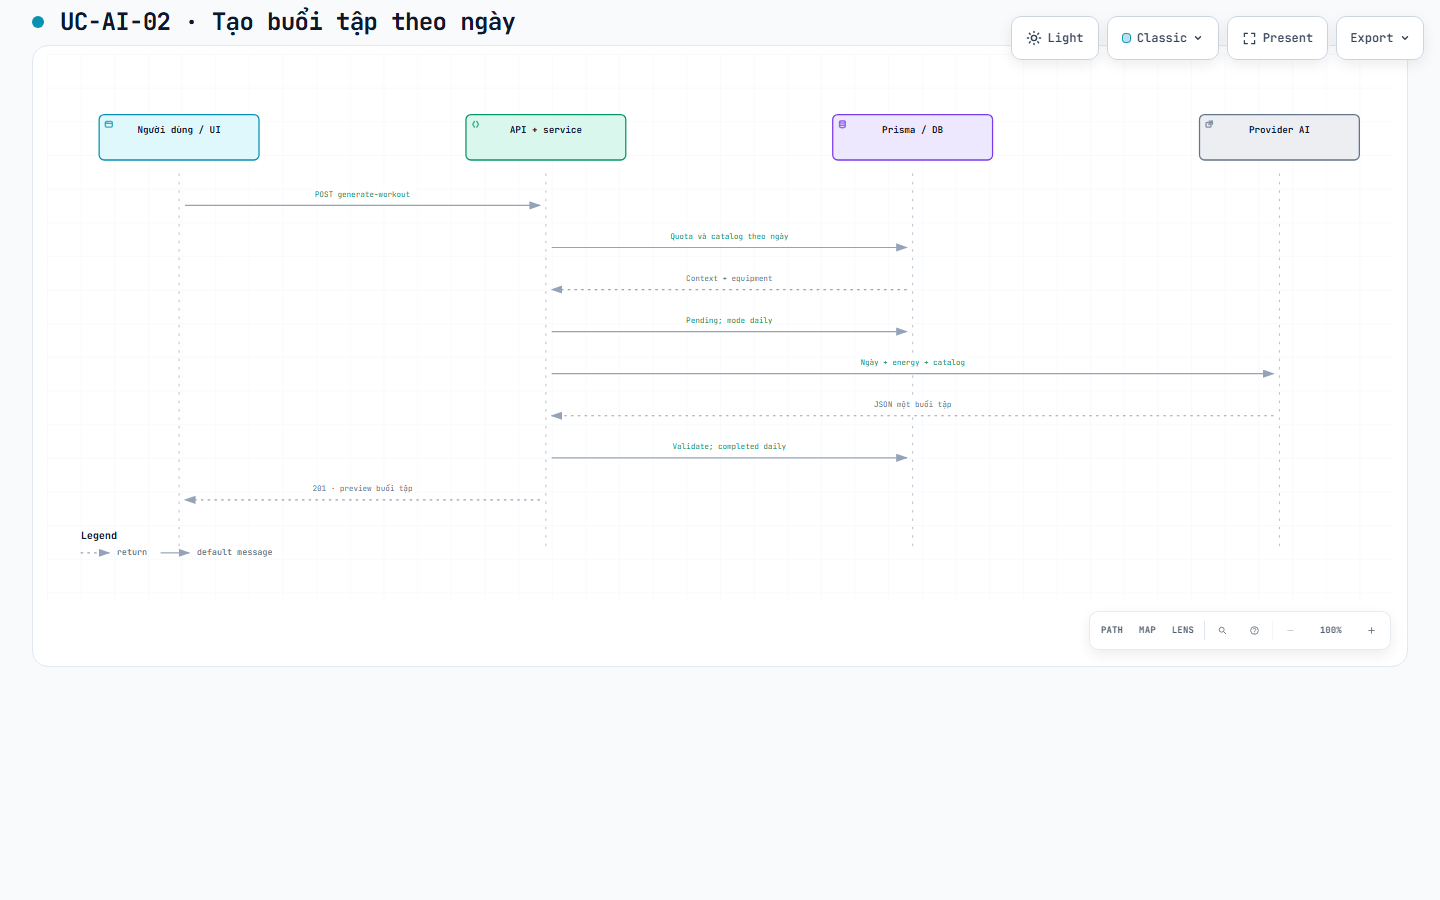 UC-AI-02 · Tạo buổi tập theo ngày
Light
Classic
Present
Export
Người dùng / UI
API + service
Prisma / DB
Provider AI
POST generate-workout
Quota và catalog theo ngày
Context + equipment
Pending; mode daily
Ngày + energy + catalog
JSON một buổi tập
Validate; completed daily
201 · preview buổi tập
Legend
return
default message
PATH
MAP
LENS
100%